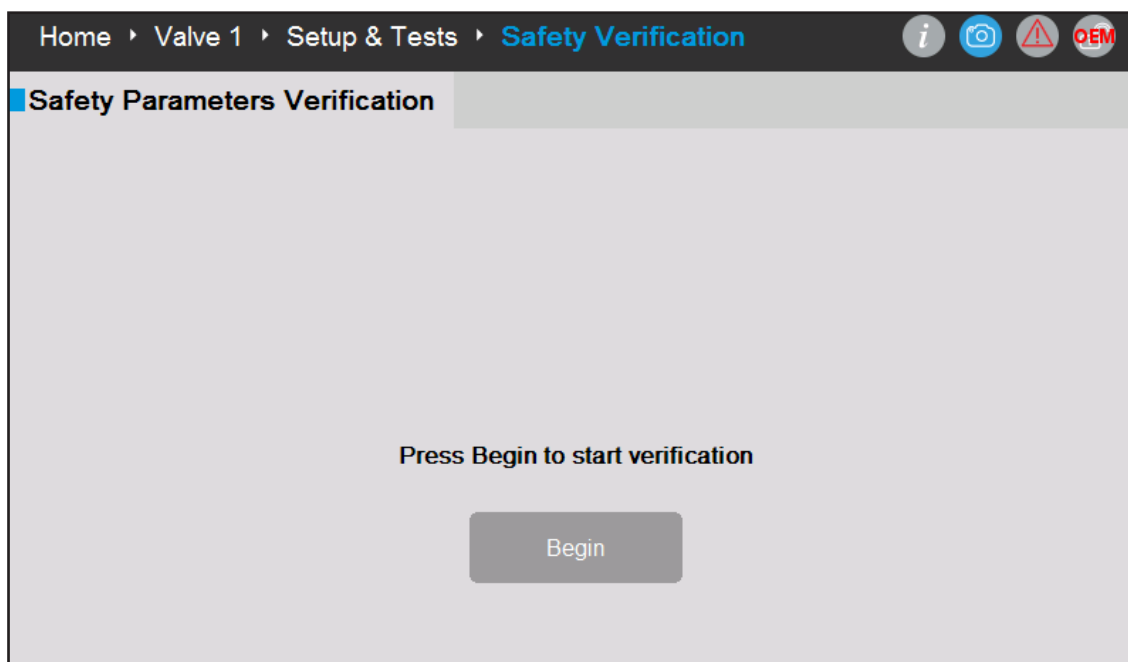 Home ‣ Valve 1 ‣ Setup & Tests ‣ Safety Verification
i
OEM
Safety Parameters Verification
Press Begin to start verification
Begin